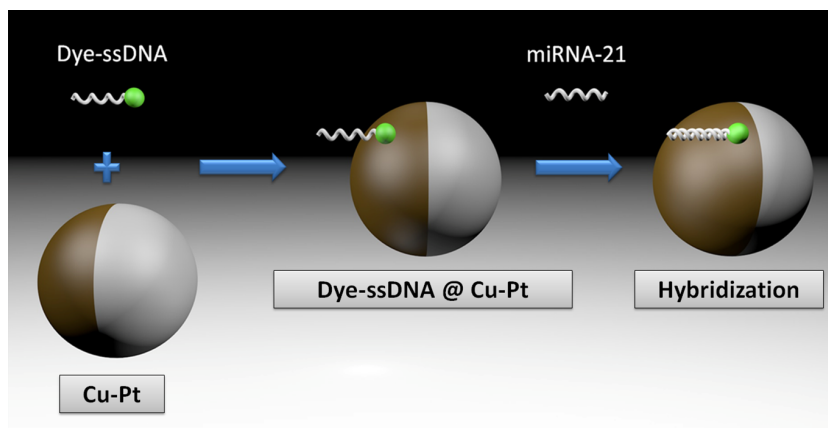 Dye-ssDNA
+
Cu-Pt
Dye-ssDNA @ Cu-Pt
miRNA-21
Hybridization